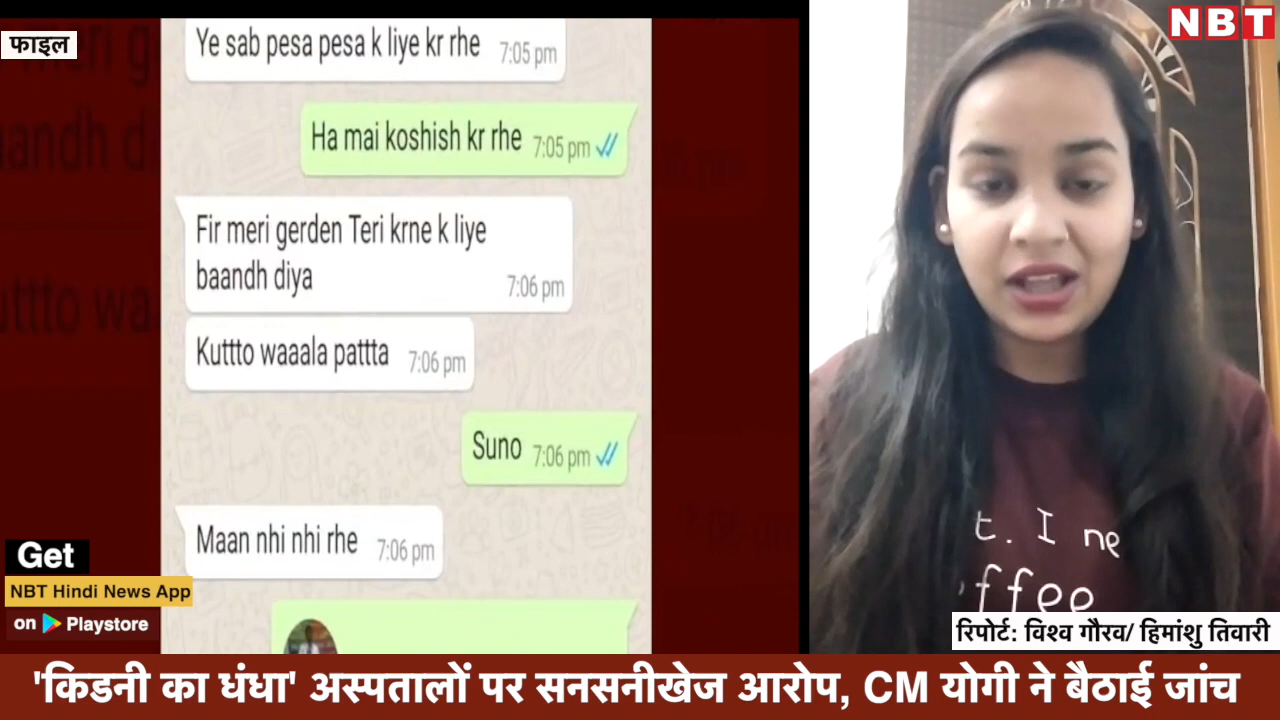 फाइल
Ye sab pesa pesa k liye kr rhe 7:05 pm
Ha mai koshish kr rhe 7:05 pm
Fir meri gerden Teri krne k liye
baandh diya 7:06 pm
Kuttto waaala pattta 7:06 pm
Suno 7:06 pm
Maan nhi nhi rhe 7:06 pm
Get
NBT Hindi News App
on Playstore
NBT
t. I ne
ffee
रिपोर्ट: विश्व गौरव/ हिमांशु तिवारी
'किडनी का धंधा' अस्पतालों पर सनसनीखेज आरोप, CM योगी ने बैठाई जांच